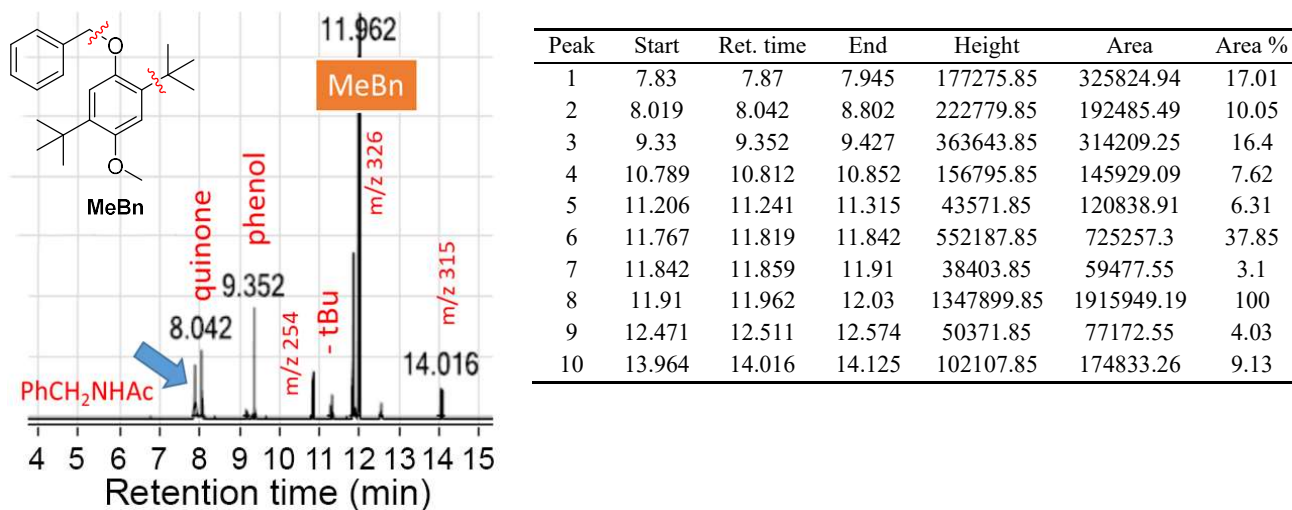 11.962
O
MeBn
O
MeBn
m/z 326
quinone
phenol
9.352
8.042
m/z 254
- tBu
m/z 315
14.016
PhCH₂NHAc
4 5 6 7 8 9 10 11 12 13 14 15
Retention time (min)
Peak Start Ret. time End Height Area Area %
1 7.83 7.87 7.945 177275.85 325824.94 17.01
2 8.019 8.042 8.802 222779.85 192485.49 10.05
3 9.33 9.352 9.427 363643.85 314209.25 16.4
4 10.789 10.812 10.852 156795.85 145929.09 7.62
5 11.206 11.241 11.315 43571.85 120838.91 6.31
6 11.767 11.819 11.842 552187.85 725257.3 37.85
7 11.842 11.859 11.91 38403.85 59477.55 3.1
8 11.91 11.962 12.03 1347899.85 1915949.19 100
9 12.471 12.511 12.574 50371.85 77172.55 4.03
10 13.964 14.016 14.125 102107.85 174833.26 9.13